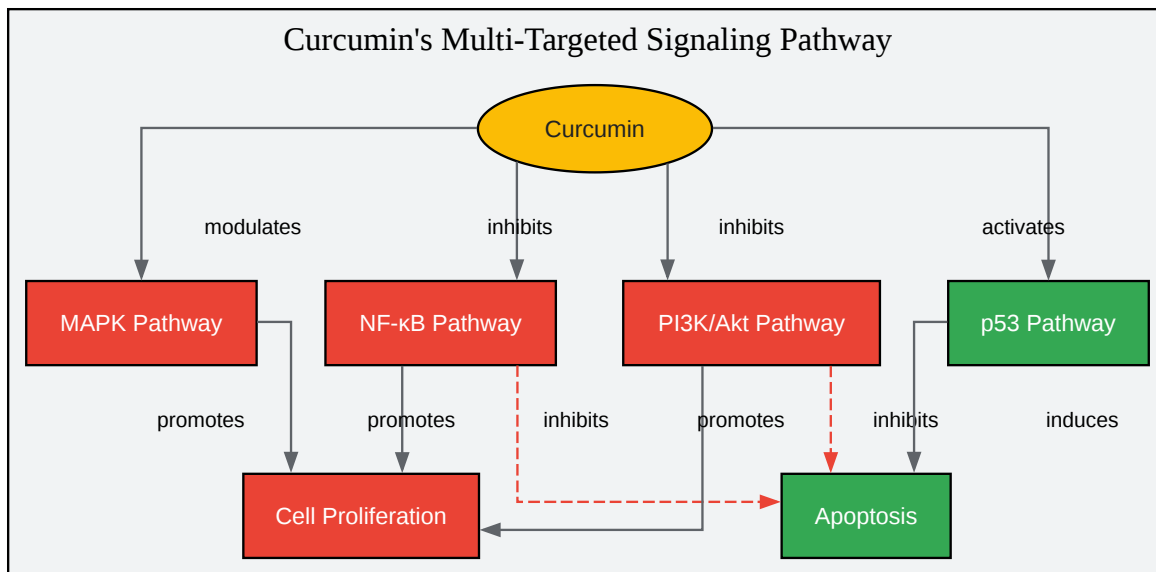 Curcumin's Multi-Targeted Signaling Pathway
Curcumin
modulates
inhibits
inhibits
activates
MAPK Pathway
NF-κB Pathway
PI3K/Akt Pathway
p53 Pathway
promotes
promotes
inhibits
promotes
inhibits
induces
Cell Proliferation
Apoptosis